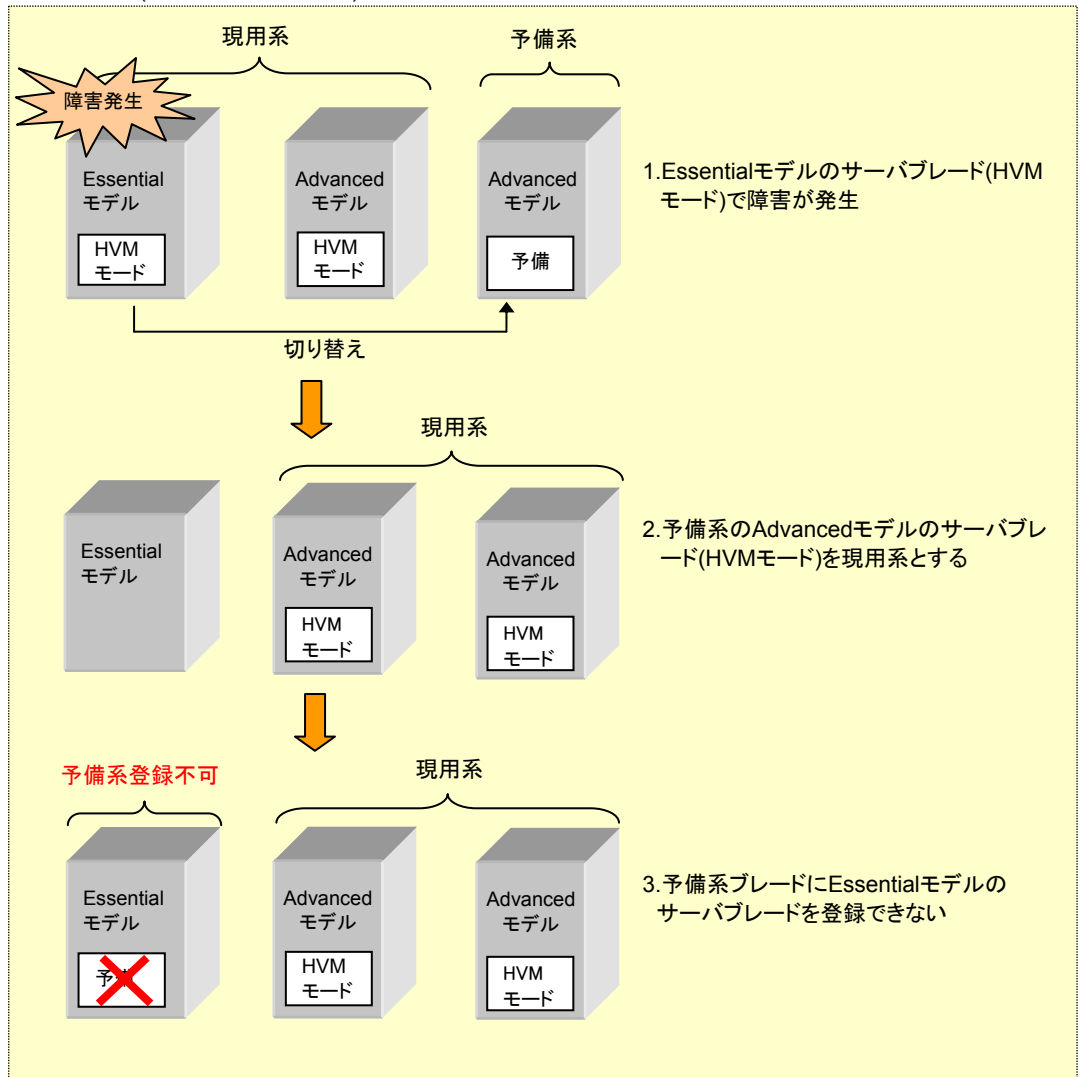 現用系
予備系
障害発生
Essential
モデル
HVM
モード
Advanced
モデル
HVM
モード
Advanced
モデル
予備
1.Essentialモデルのサーバブレード(HVM
モード)で障害が発生
切り替え
現用系
Essential
モデル
Advanced
モデル
HVM
モード
Advanced
モデル
HVM
モード
2.予備系のAdvancedモデルのサーバブレ
ード(HVMモード)を現用系とする
予備系登録不可
現用系
Essential
モデル
予
Advanced
モデル
HVM
モード
Advanced
モデル
HVM
モード
3.予備系ブレードにEssentialモデルの
サーバブレードを登録できない